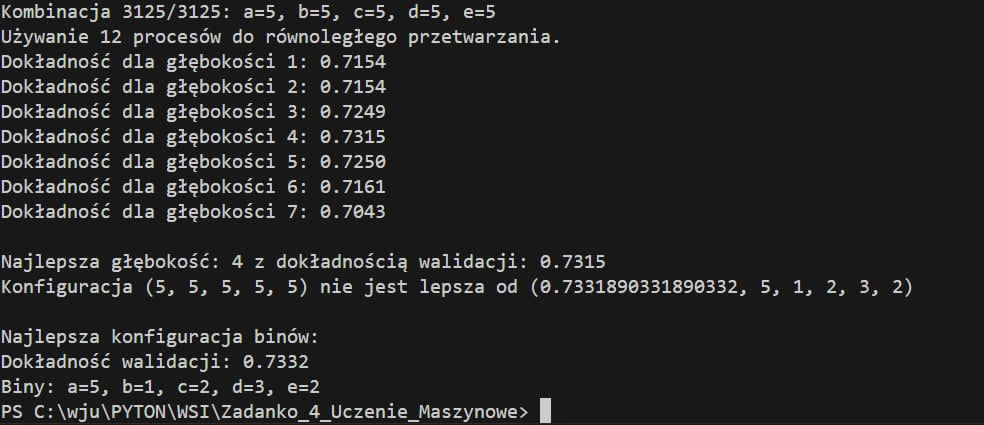 Kombinacja 3125/3125: a=5, b=5, c=5, d=5, e=5
Używanie 12 procesów do równoległego przetwarzania.
Dokładność dla głębokości 1: 0.7154
Dokładność dla głębokości 2: 0.7154
Dokładność dla głębokości 3: 0.7249
Dokładność dla głębokości 4: 0.7315
Dokładność dla głębokości 5: 0.7250
Dokładność dla głębokości 6: 0.7161
Dokładność dla głębokości 7: 0.7043
Najlepsza głębokość: 4 z dokładnością walidacji: 0.7315
Konfiguracja (5, 5, 5, 5, 5) nie jest lepsza od (0.7331890331890332, 5, 1, 2, 3, 2)
Najlepsza konfiguracja binów:
Dokładność walidacji: 0.7332
Biny: a=5, b=1, c=2, d=3, e=2
PS C:\wju\PYTON\WSI\Zadanko_4_Uczenie_Maszynowe>